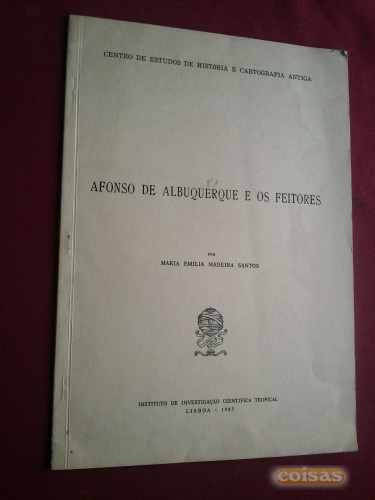 CENTRO DE ESTUDOS DE HISTÓRIA E CARTOGRAFIA ANTIGA
AFONSO DE ALBUQUERQUE E OS FEITORES
POR
MARIA EMÍLIA MADEIRA SANTOS
INSTITUTO DE INVESTIGAÇÃO CIENTÍFICA TROPICAL
LISBOA - 1985
coisas